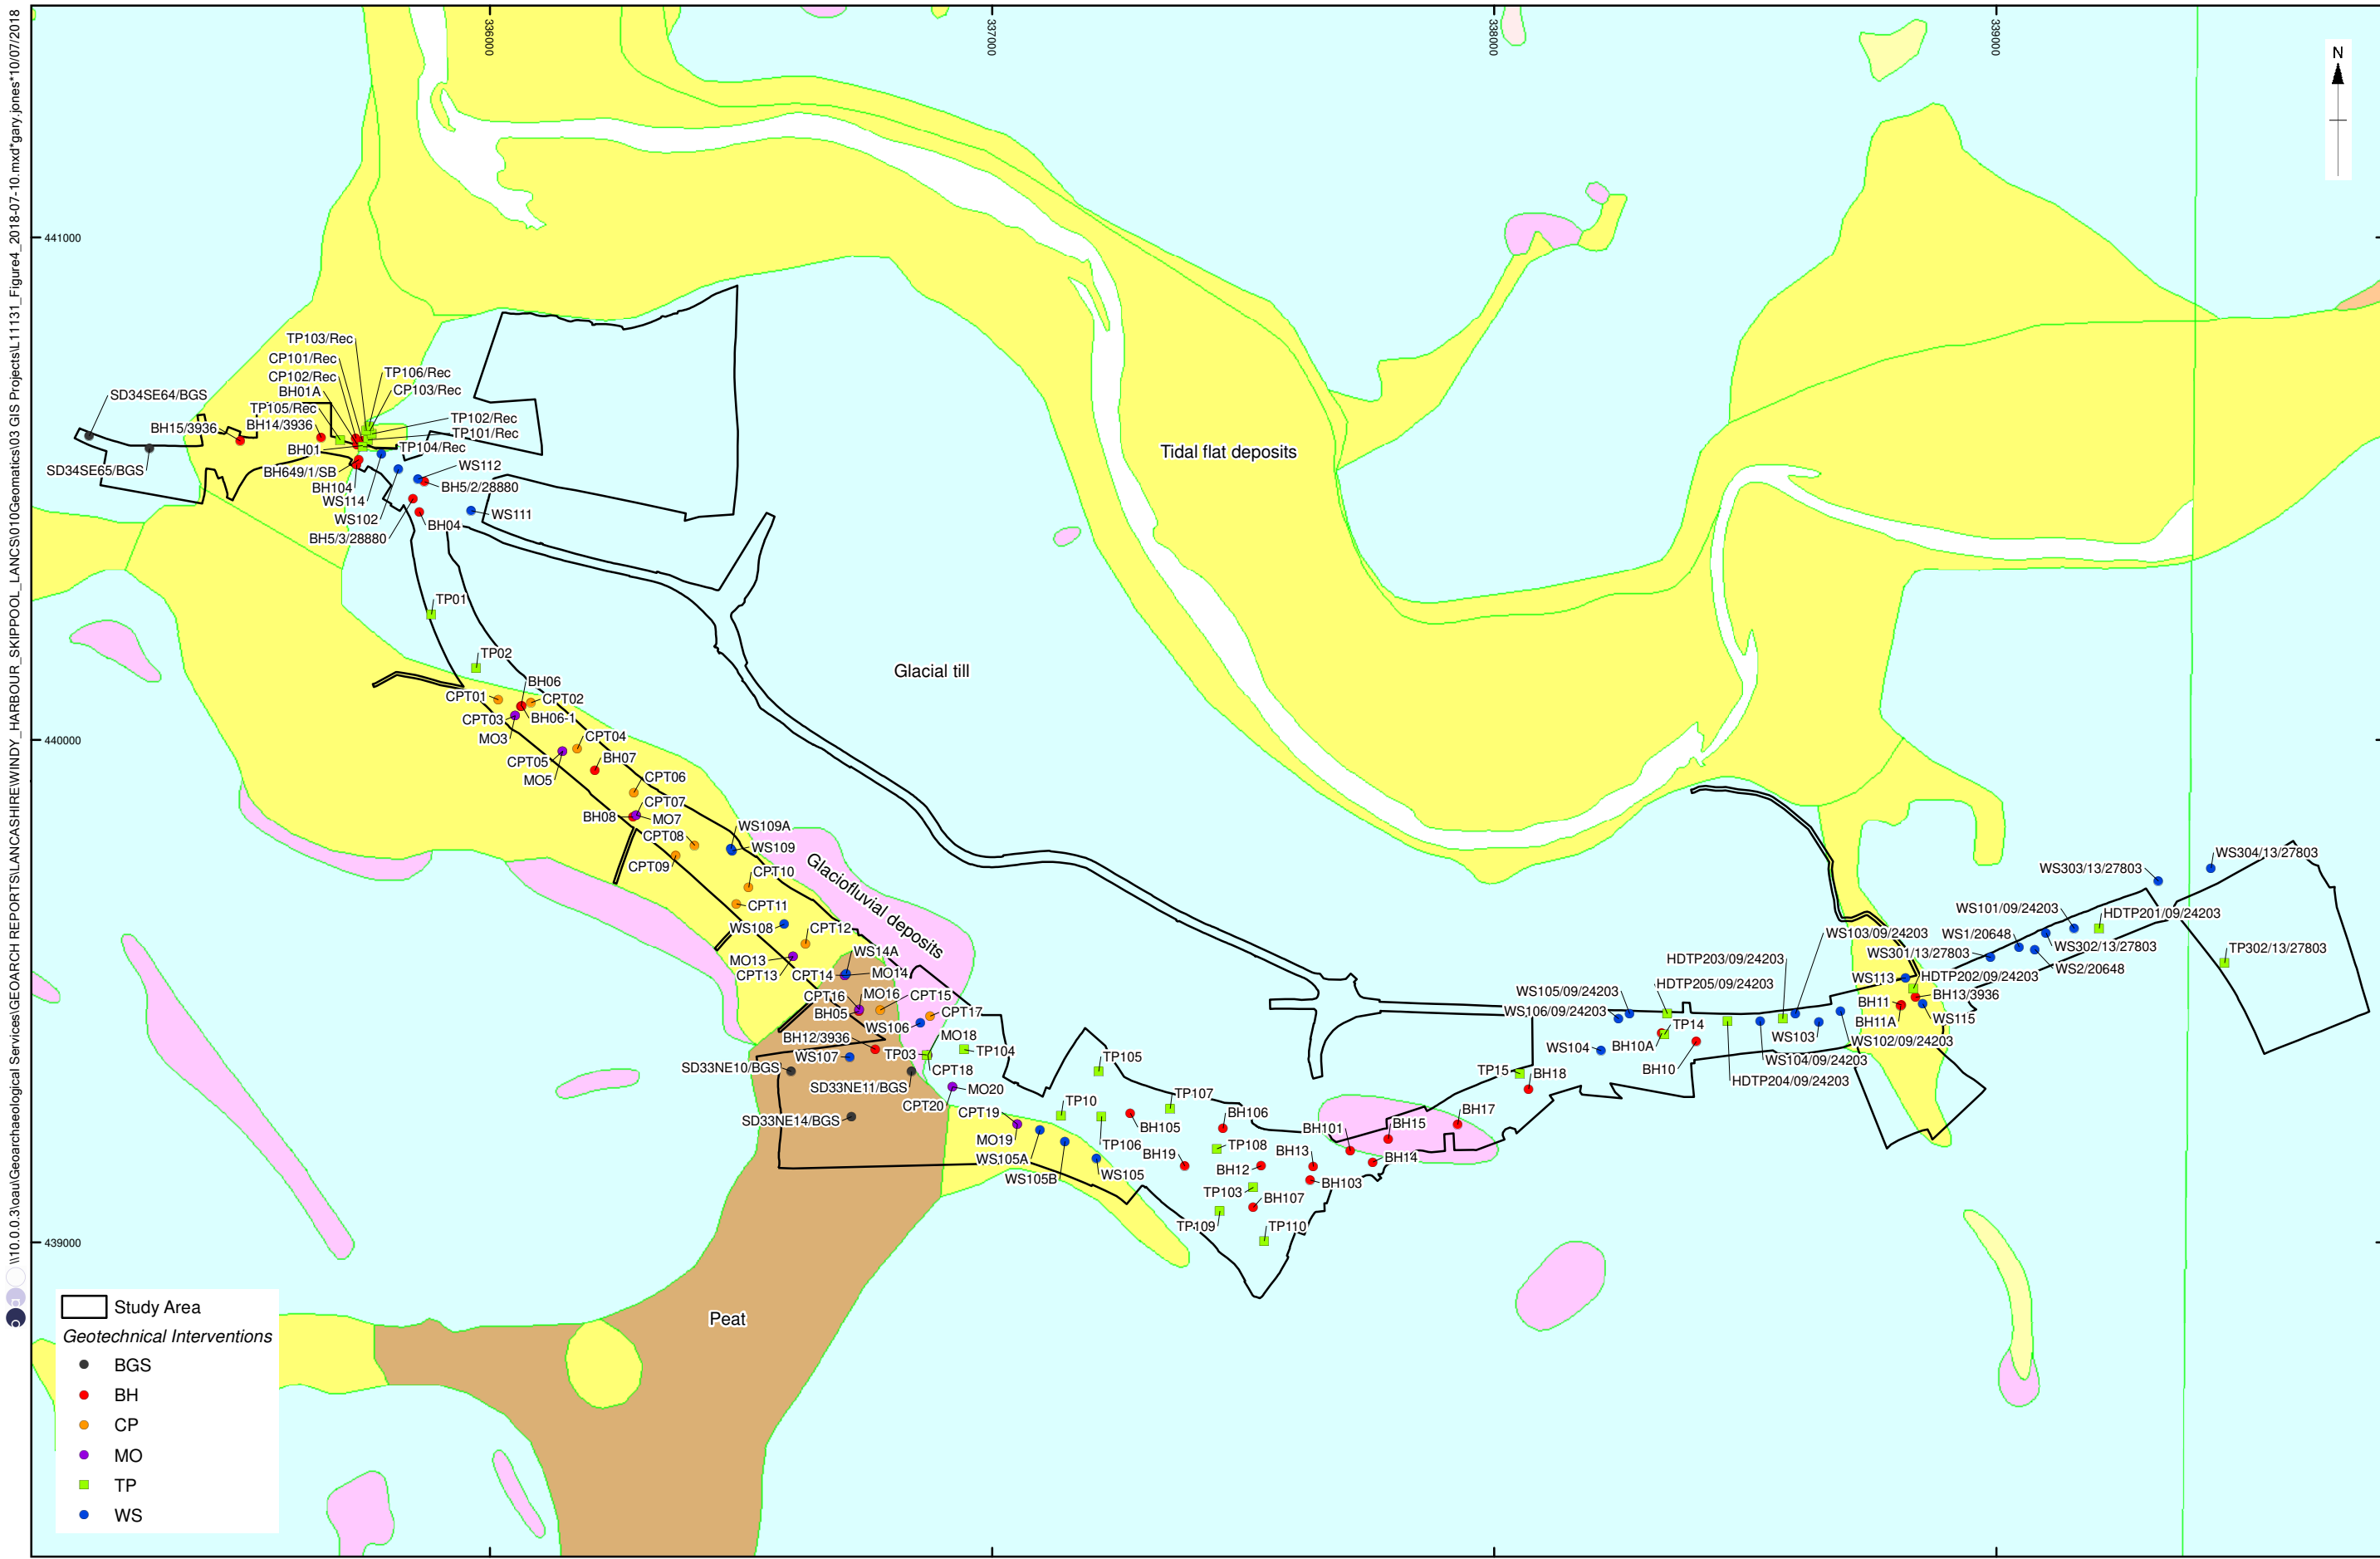 \\10.0.0.3\oau\Geoarchaeological Services\GEOARCH REPORTS\LANCASHIRE\WINDY_HARBOUR_SKIPPOOL_LANCS\010Geomatics\03 GIS Projects\L11131_Figure4_2018-07-10.mxd*gary.jones*10/07/2018
336000
337000
338000
339000
N
441000
TP103/Rec
CP101/Rec
TP106/Rec
CP102/Rec
CP103/Rec
BH01A
SD34SE64/BGS
TP105/Rec
TP102/Rec
BH15/3936
BH14/3936
TP101/Rec
BH01
TP104/Rec
Tidal flat deposits
SD34SE65/BGS
BH649/1/SB
WS112
BH104
BH5/2/28880
WS114
WS102
WS111
BH04
BH5/3/28880
TP01
TP02
Glacial till
BH06
CPT01
CPT02
CPT03
BH06-1
MO3
CPT04
440000
CPT05
BH07
MO5
CPT06
CPT07
BH08
MO7
WS109A
CPT08
WS109
CPT09
CPT10
Glaciofluvial deposits
CPT11
WS108
CPT12
WS14A
MO13
CPT13
CPT14
MO14
CPT16
MO16
CPT15
BH05
CPT17
WS106
MO18
BH12/3936
TP03
TP104
WS107
SD33NE10/BGS
CPT18
SD33NE11/BGS
MO20
CPT20
SD33NE14/BGS
CPT19
MO19
WS105A
WS105B
WS105
TP105
TP10
TP107
TP106
BH105
BH106
TP108
BH19
BH12
BH13
TP103
BH103
BH107
TP109
TP110
BH101
BH15
BH17
BH14
TP15
BH18
WS304/13/27803
WS303/13/27803
WS101/09/24203
HDTP201/09/24203
WS103/09/24203
WS1/20648
WS302/13/27803
TP302/13/27803
WS301/13/27803
WS2/20648
HDTP203/09/24203
WS113
HDTP202/09/24203
HDTP205/09/24203
WS105/09/24203
BH13/3936
BH11
WS106/09/24203
WS115
BH11A
TP14
WS103
WS102/09/24203
WS104
BH10A
BH10
WS104/09/24203
HDTP204/09/24203
439000
Peat
Study Area
Geotechnical Interventions
BGS
BH
CP
MO
TP
WS